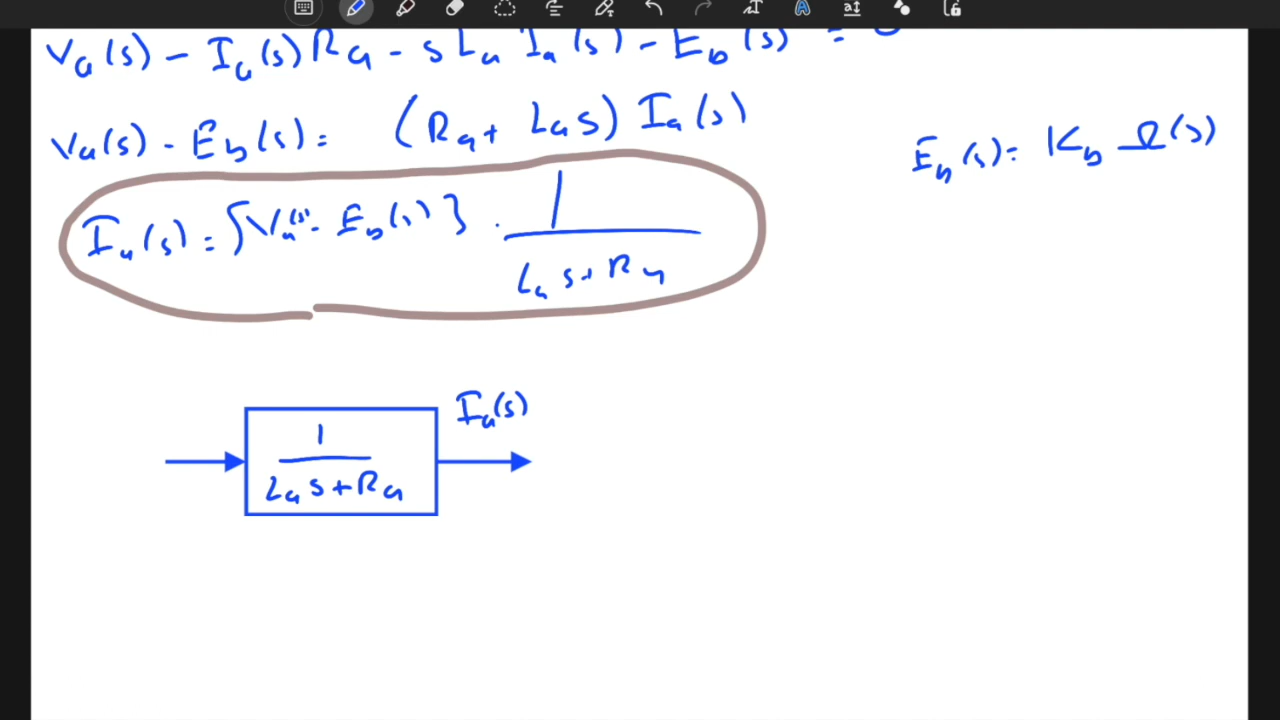 Va(s) - Ia(s)Ra - sLa Ia(s) - Eb(s) = 0
Va(s) - Eb(s) = (Ra + Las) Ia(s)
Eb(s) = Kb Ω(s)
Ia(s) = {Va(s) - Eb(s)} · 1
Las + Ra
Ia(s)
1
Las + Ra